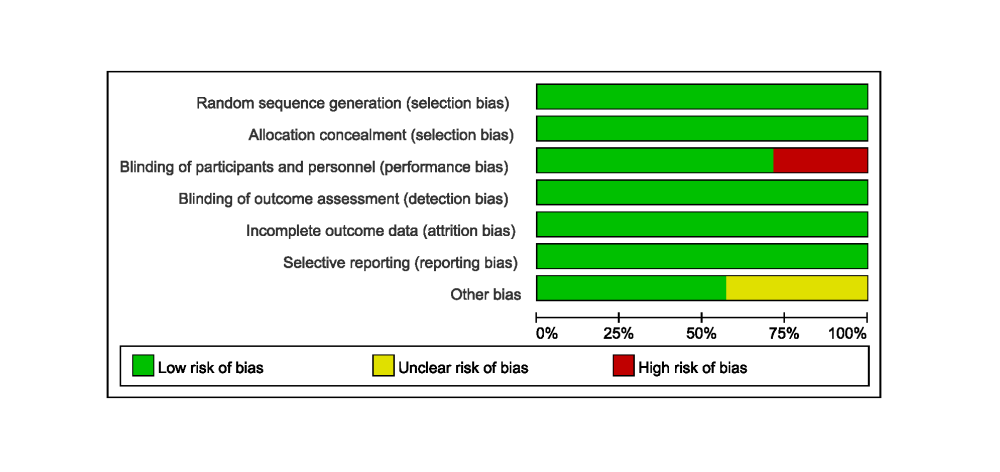 Random sequence generation (selection bias)
Allocation concealment (selection bias)
Blinding of participants and personnel (performance bias)
Blinding of outcome assessment (detection bias)
Incomplete outcome data (attrition bias)
Selective reporting (reporting bias)
Other bias
0% 25% 50% 75% 100%
Low risk of bias Unclear risk of bias High risk of bias